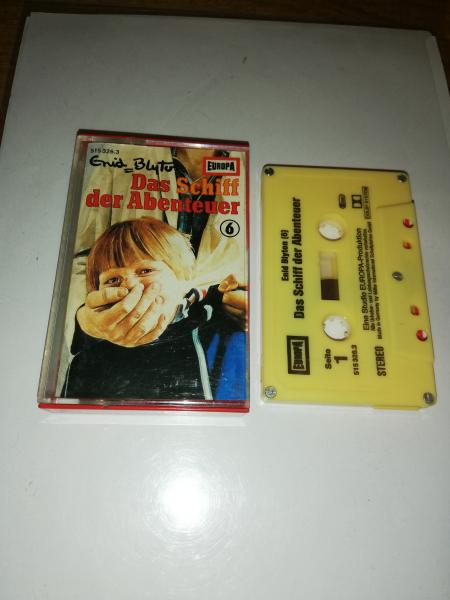 515 326.3
Enid Blyton
EUROPA
Das Schiff
der Abenteuer
6
Enid Blyton (6)
Das Schiff der Abenteuer
EUROPA
Seite
1
515 326.3
Eine Studio EUROPA-Produktion
STEREO